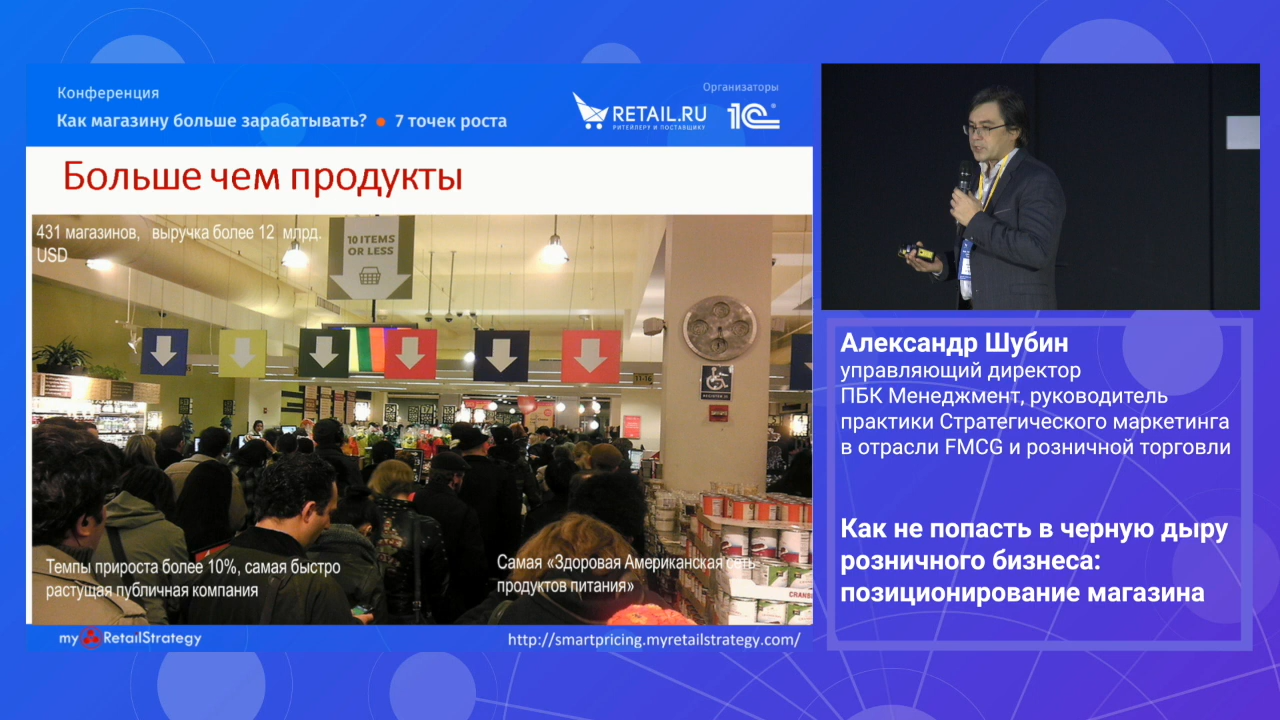 Конференция
Как магазину больше зарабатывать? • 7 точек роста
Организаторы
RETAIL.RU
РИТЕЙЛЕРУ И ПОСТАВЩИКУ
1С
Больше чем продукты
431 магазинов, выручка более 12 млрд.
USD
10 ITEMS
OR LESS
11-16
CRANB
Темпы прироста более 10%, самая быстро
растущая публичная компания
Самая «Здоровая Американская сеть
продуктов питания»
my RetailStrategy
http://smartpricing.myretailstrategy.com/
Александр Шубин
управляющий директор
ПБК Менеджмент, руководитель
практики Стратегического маркетинга
в отрасли FMCG и розничной торговли
Как не попасть в черную дыру
розничного бизнеса:
позиционирование магазина